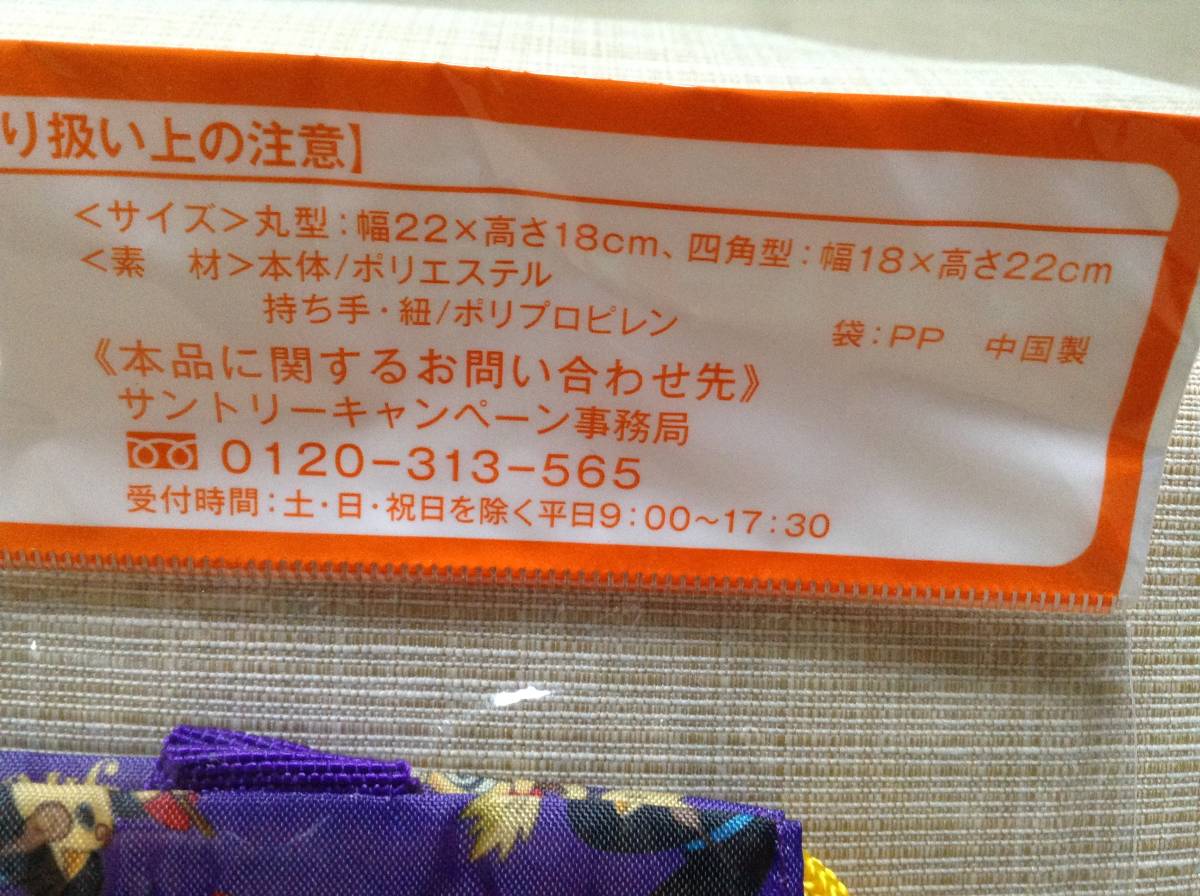 り扱い上の注意】
＜サイズ＞丸型：幅22×高さ18cm、四角型：幅18×高さ22cm
＜素　材＞本体/ポリエステル
持ち手・紐/ポリプロピレン
袋：PP　中国製
《本品に関するお問い合わせ先》
サントリーキャンペーン事務局
0120-313-565
受付時間：土・日・祝日を除く平日9：00～17：30